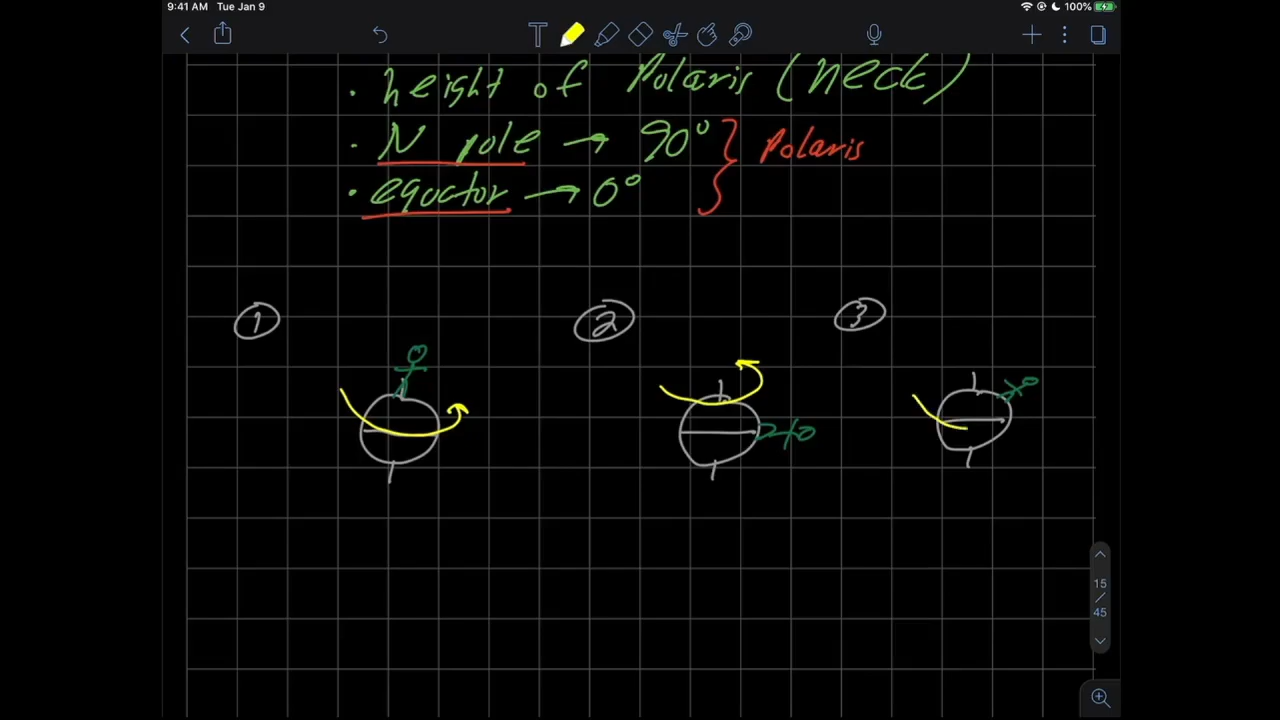 9:41 AM Tue Jan 9
100%
· height of Polaris (neck)
· N pole → 90° } Polaris
· equator → 0°
① ② ③
15
/
45